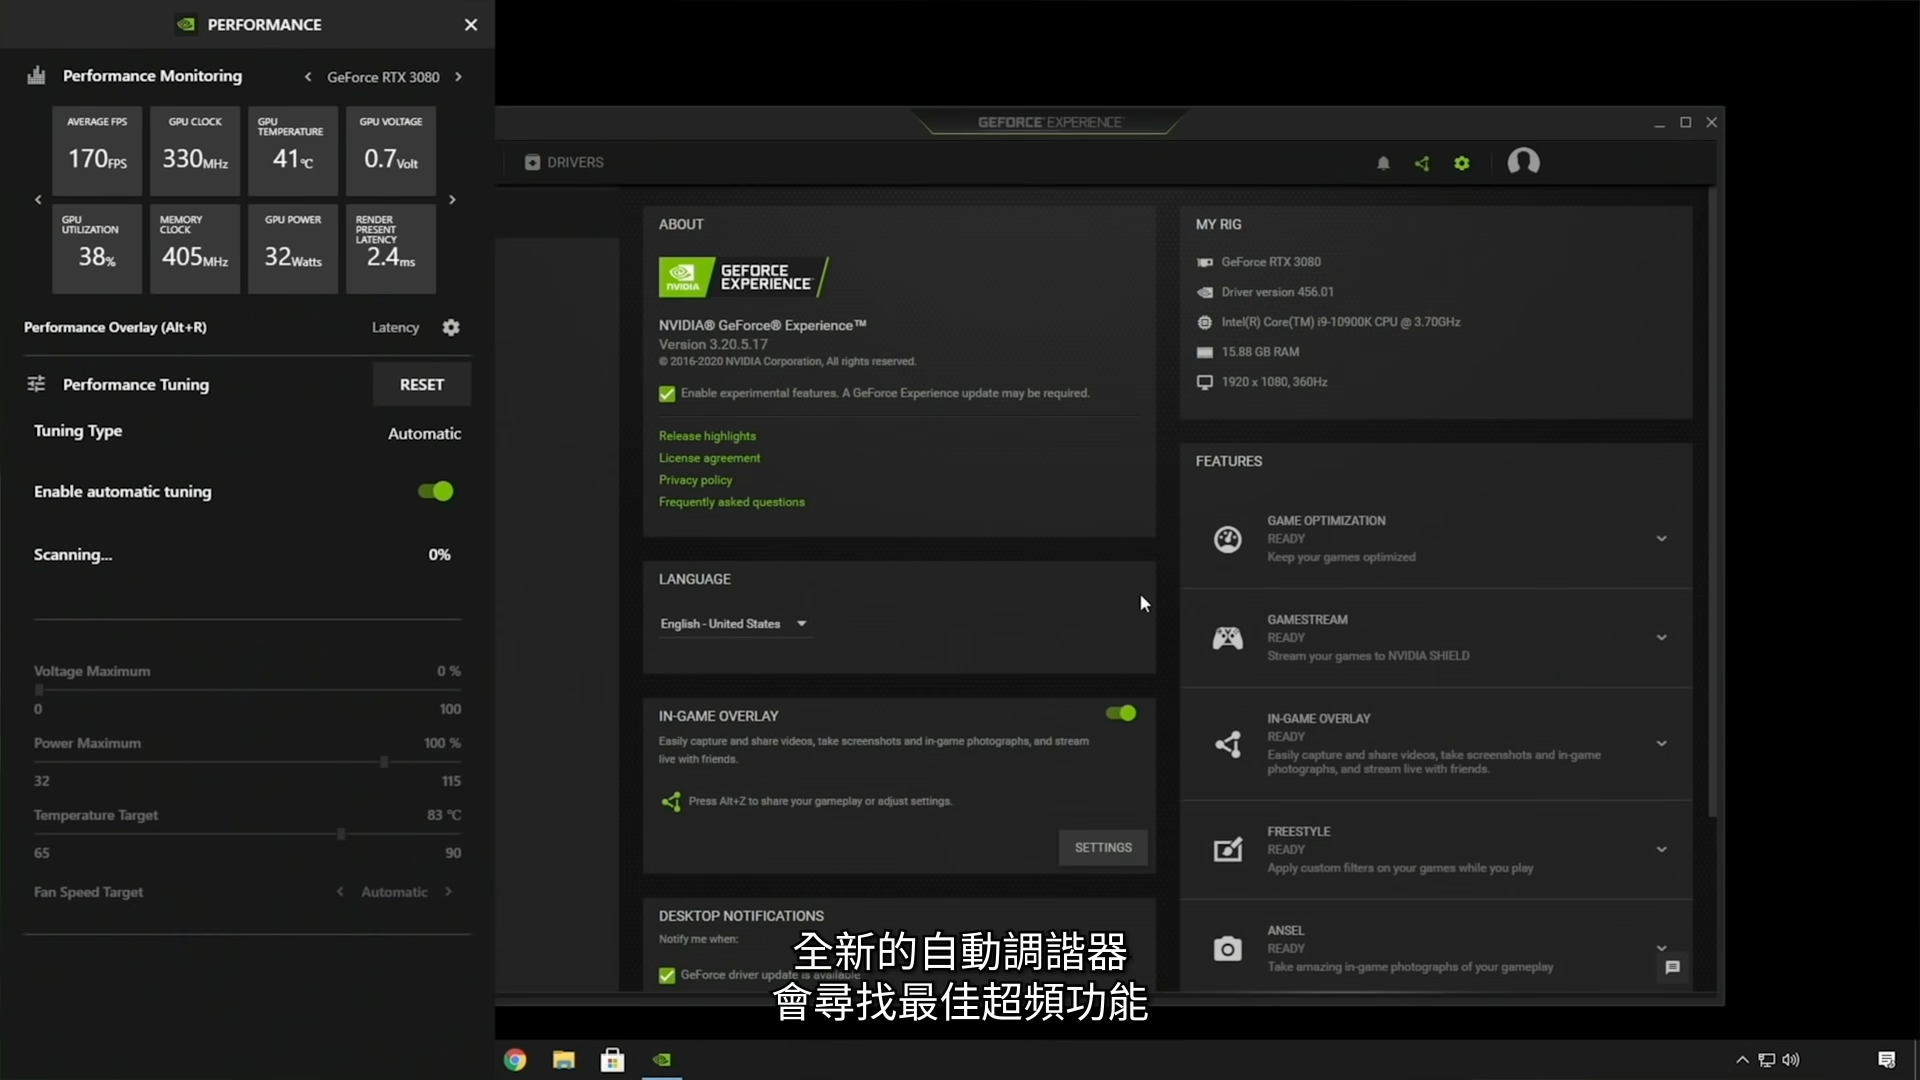 PERFORMANCE
Performance Monitoring
GeForce RTX 3080
AVERAGE FPS
170FPS
GPU CLOCK
330MHz
GPU
TEMPERATURE
41℃
GPU VOLTAGE
0.7Volt
GPU
UTILIZATION
38%
MEMORY
CLOCK
405MHz
GPU POWER
32Watts
RENDER
PRESENT
LATENCY
2.4ms
Performance Overlay (Alt+R)
Latency
Performance Tuning
RESET
Tuning Type
Automatic
Enable automatic tuning
Scanning...
0%
Voltage Maximum
0 %
0
100
Power Maximum
100 %
32
115
Temperature Target
83 ℃
65
90
Fan Speed Target
Automatic
GEFORCE EXPERIENCE
DRIVERS
ABOUT
NVIDIA
GEFORCE
EXPERIENCE
NVIDIA® GeForce® Experience™
Version 3.20.5.17
© 2016-2020 NVIDIA Corporation, All rights reserved.
Enable experimental features. A GeForce Experience update may be required.
Release highlights
License agreement
Privacy policy
Frequently asked questions
LANGUAGE
English - United States
IN-GAME OVERLAY
Easily capture and share videos, take screenshots and in-game photographs, and stream
live with friends.
Press Alt+Z to share your gameplay or adjust settings.
SETTINGS
DESKTOP NOTIFICATIONS
Notify me when:
GeForce driver update is available
MY RIG
GeForce RTX 3080
Driver version 456.01
Intel(R) Core(TM) i9-10900K CPU @ 3.70GHz
15.88 GB RAM
1920 x 1080, 360Hz
FEATURES
GAME OPTIMIZATION
READY
Keep your games optimized
GAMESTREAM
READY
Stream your games to NVIDIA SHIELD
IN-GAME OVERLAY
READY
Easily capture and share videos, take screenshots and in-game
photographs, and stream live with friends.
FREESTYLE
READY
Apply custom filters on your games while you play
ANSEL
READY
Take amazing in-game photographs of your gameplay
全新的自動調諧器
會尋找最佳超頻功能